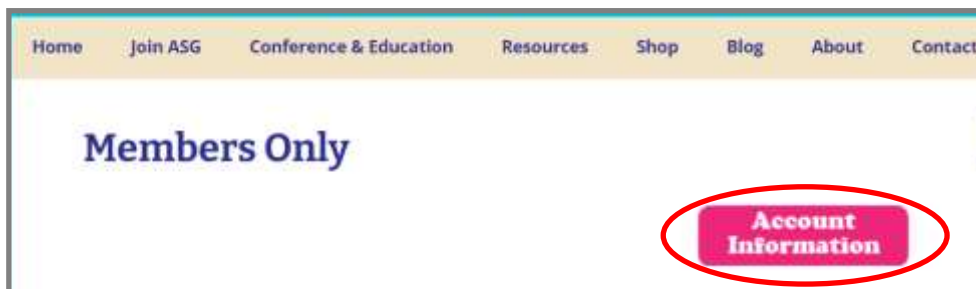 Home Join ASG Conference & Education Resources Shop Blog About Contact
Members Only
Account
Information